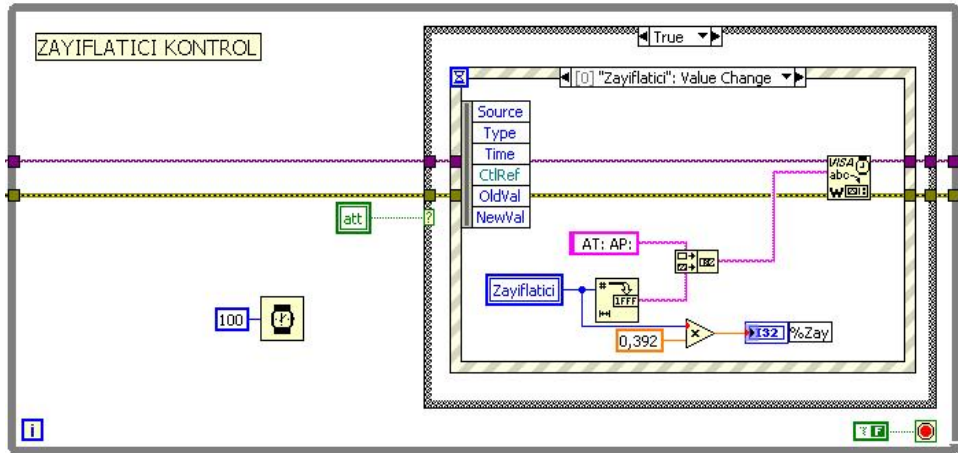 True
ZAYIFLATICI KONTROL
[0] "Zayiflatici": Value Change
Source
Type
Time
CtlRef
OldVal
NewVal
VISA
abc
W
att
?
AT: AP:
Zayiflatici
#
1FFF
100
0,392
x
I32
%Zay
i
F